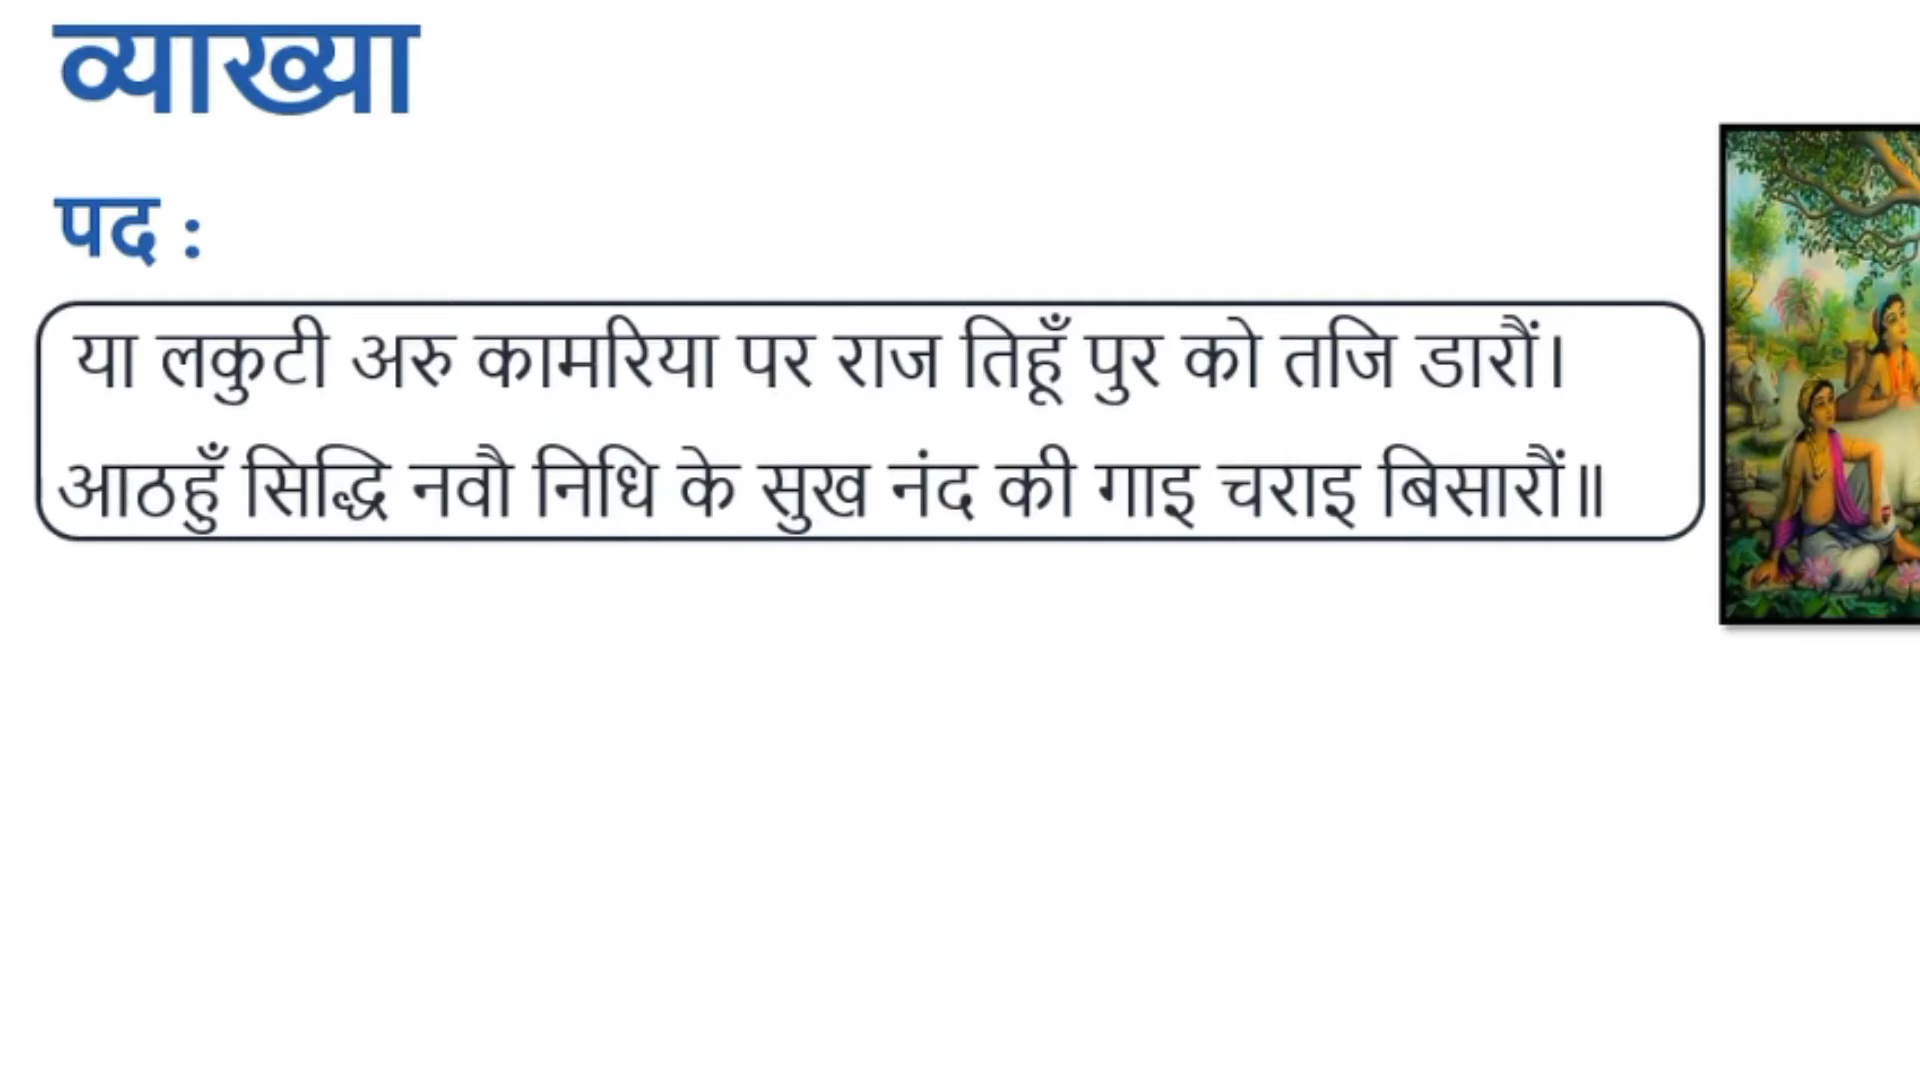 व्याख्या
पद :
या लकुटी अरु कामरिया पर राज तिहूँ पुर को तजि डारौं।
आठहुँ सिद्धि नवौ निधि के सुख नंद की गाइ चराइ बिसारौं॥